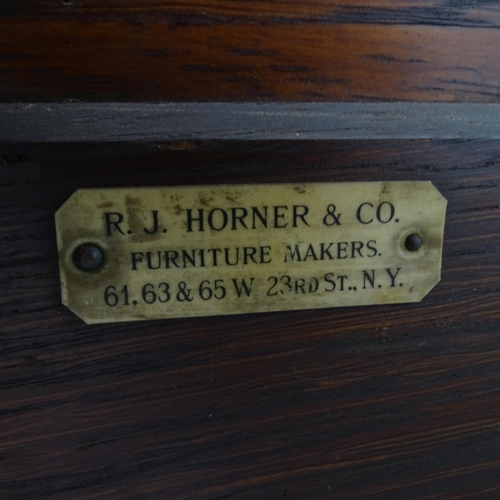 R. J. HORNER & CO.
FURNITURE MAKERS.
61, 63 & 65 W 23RD ST., N.Y.